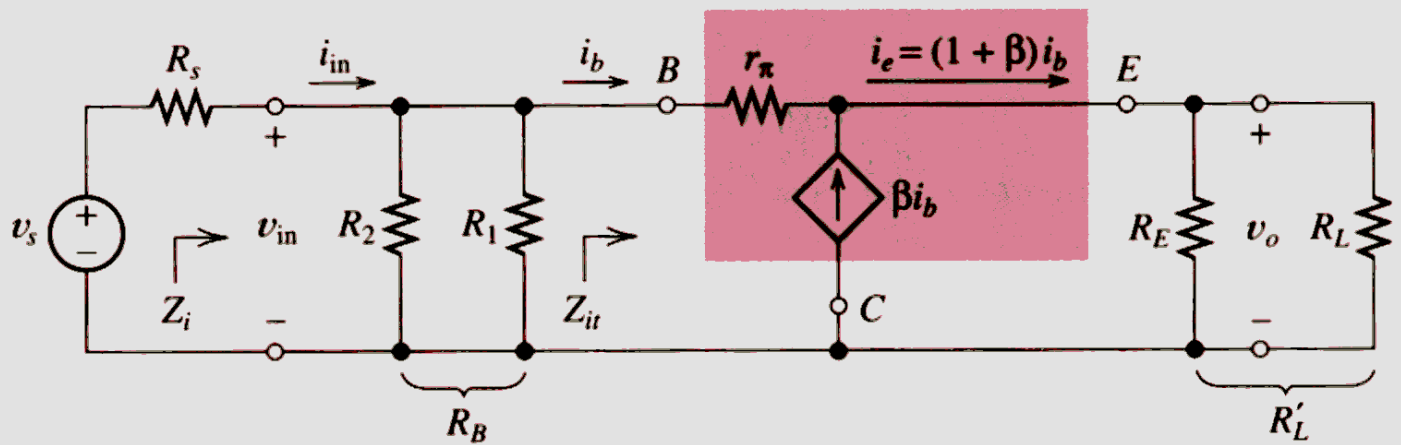 R_s
i_in
i_b
B
r_π
i_e = (1 + β) i_b
E
+
+
+
−
v_s
v_in
R_2
R_1
βi_b
R_E
v_o
R_L
Z_i
Z_it
C
−
−
R_B
R′_L